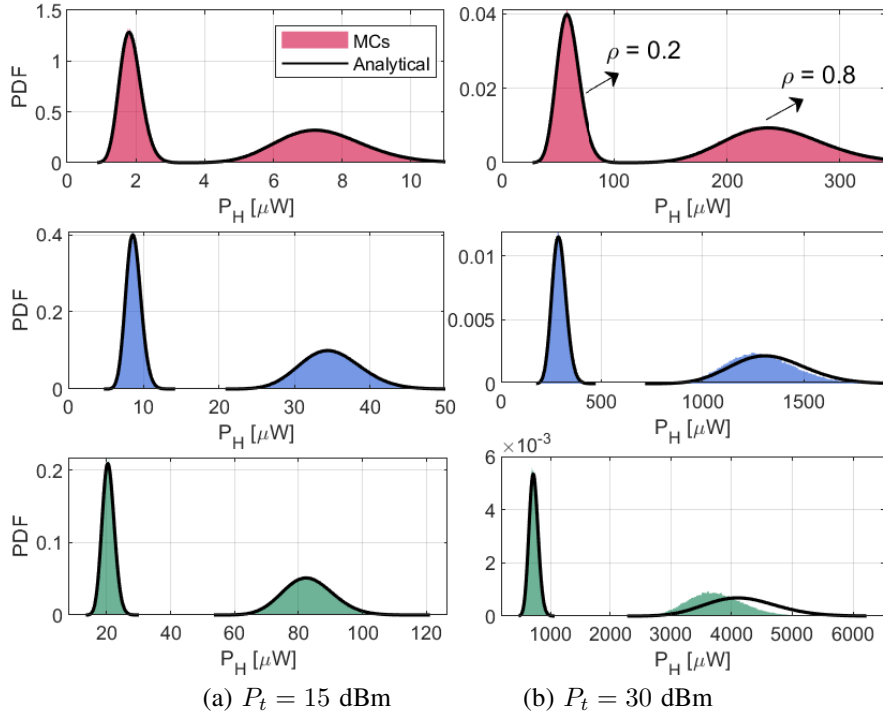 1.5
1
0.5
0
PDF
MCs
Analytical
0 2 4 6 8 10
P_H [μW]
0.04
0.02
0
ρ = 0.2
ρ = 0.8
0 100 200 300
P_H [μW]
0.4
0.2
0
PDF
0 10 20 30 40 50
P_H [μW]
0.01
0.005
0
0 500 1000 1500
P_H [μW]
0.2
0.1
0
PDF
20 40 60 80 100 120
P_H [μW]
×10⁻³
6
4
2
0
1000 2000 3000 4000 5000 6000
P_H [μW]
(a) P_t = 15 dBm
(b) P_t = 30 dBm